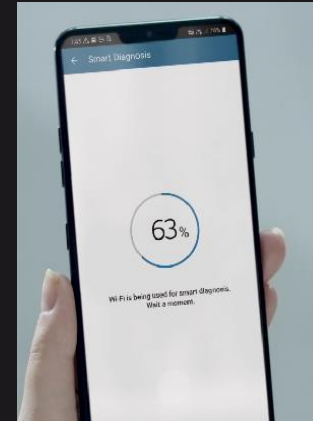 ← Smart Diagnosis
63%
Wi-Fi is being used for smart diagnosis.
Wait a moment.